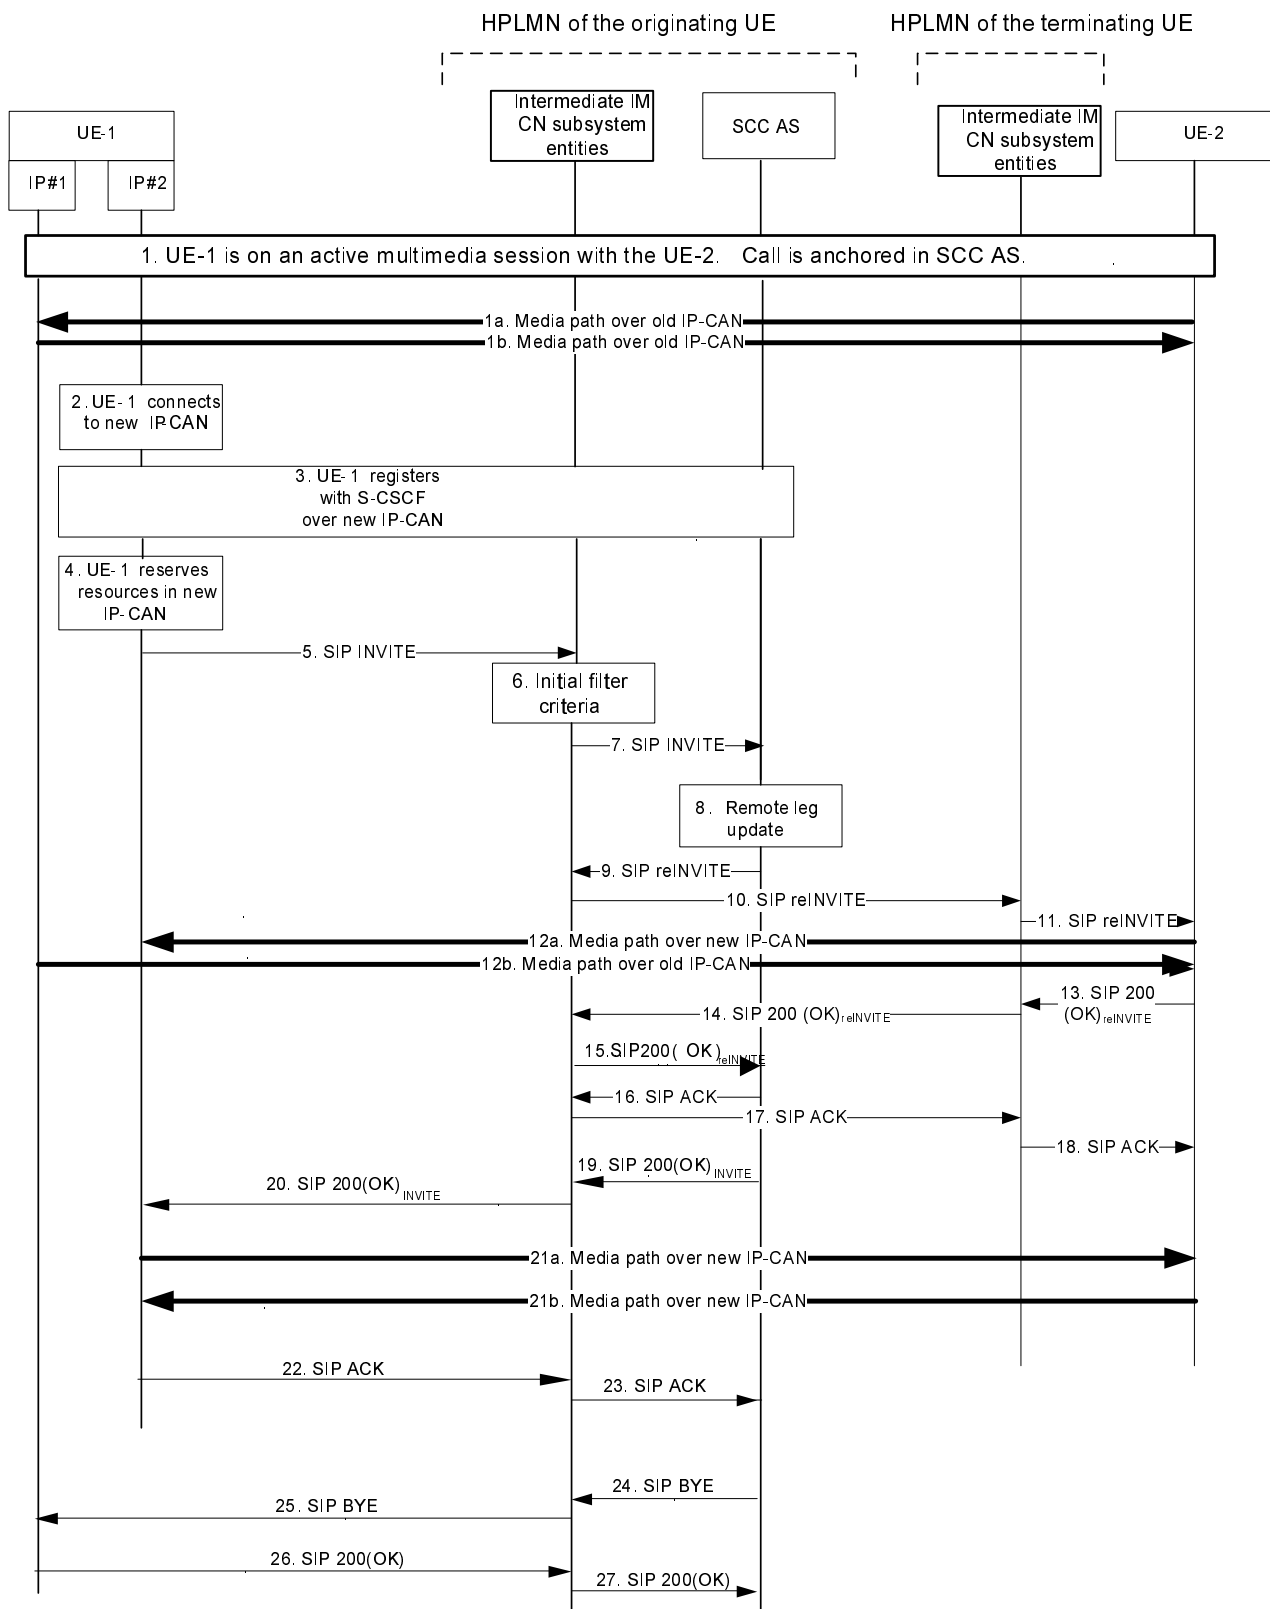 HPLMN of the originating UE
HPLMN of the terminating UE
Intermediate IM
CN subsystem
entities
SCC AS
Intermediate IM
CN subsystem
entities
UE-1
UE-2
IP#1
IP#2
1. UE-1 is on an active multimedia session with the UE-2. Call is anchored in SCC AS.
1a. Media path over old IP-CAN
1b. Media path over old IP-CAN
2. UE-1 connects
to new IP-CAN
3. UE-1 registers
with S-CSCF
over new IP-CAN
4. UE-1 reserves
resources in new
IP-CAN
5. SIP INVITE
6. Initial filter
criteria
7. SIP INVITE
8. Remote leg
update
9. SIP reINVITE
10. SIP reINVITE
11. SIP reINVITE
12a. Media path over new IP-CAN
12b. Media path over old IP-CAN
13. SIP 200
(OK)reINVITE
14. SIP 200 (OK)reINVITE
15.SIP200( OK)reINVITE
16. SIP ACK
17. SIP ACK
18. SIP ACK
19. SIP 200(OK) INVITE
20. SIP 200(OK) INVITE
21a. Media path over new IP-CAN
21b. Media path over new IP-CAN
22. SIP ACK
23. SIP ACK
24. SIP BYE
25. SIP BYE
26. SIP 200(OK)
27. SIP 200(OK)